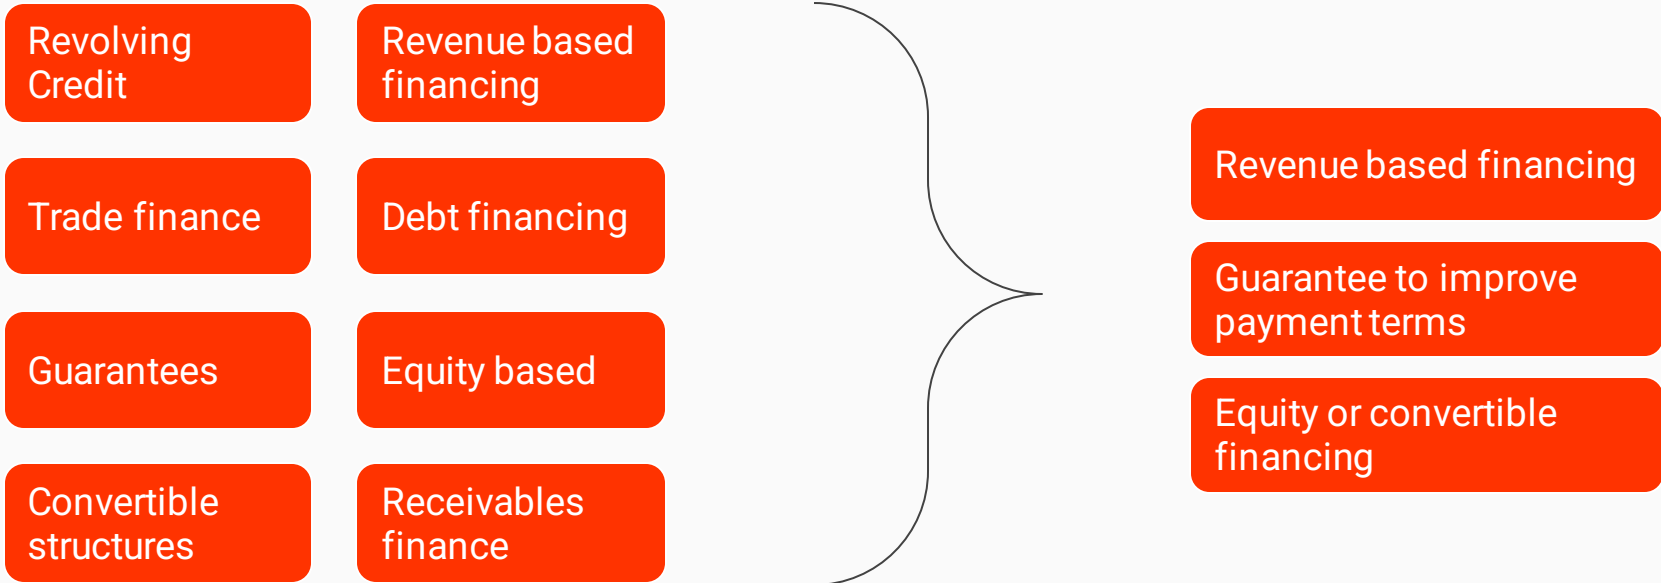 Revolving
Credit
Revenue based
financing
Trade finance
Debt financing
Guarantees
Equity based
Convertible
structures
Receivables
finance
Revenue based financing
Guarantee to improve
payment terms
Equity or convertible
financing